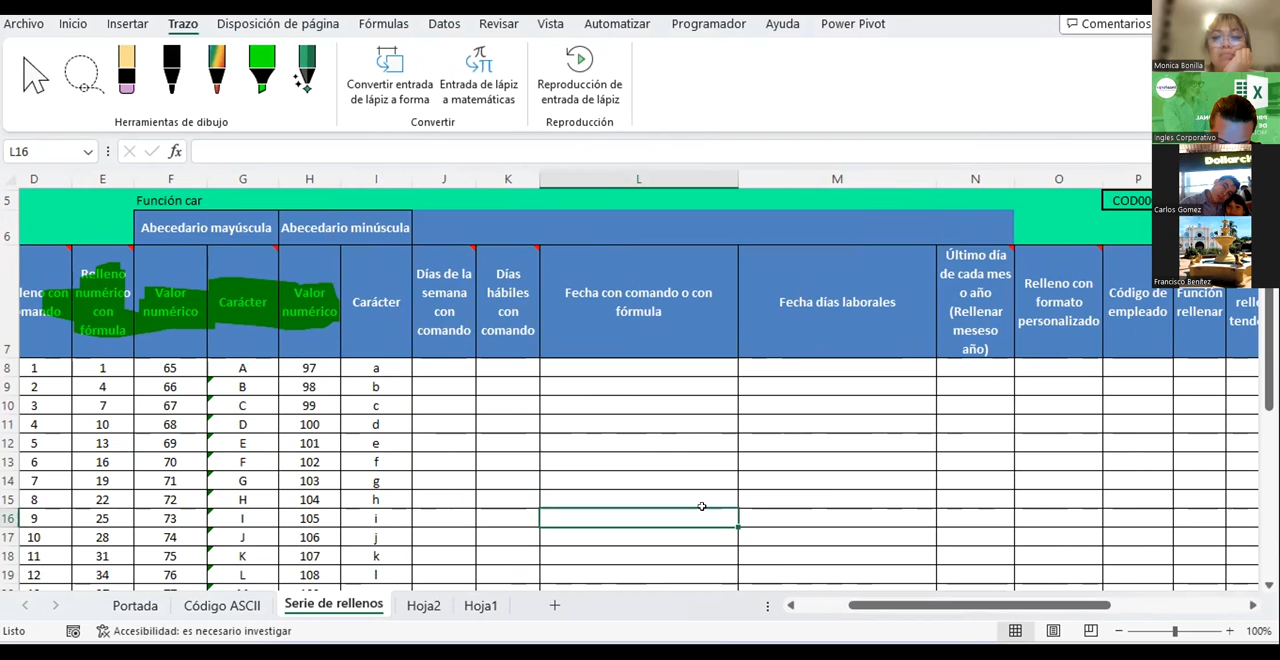 Archivo Inicio Insertar Trazo Disposición de página Fórmulas Datos Revisar Vista Automatizar Programador Ayuda Power Pivot Comentarios
Convertir entrada de lápiz a forma
Entrada de lápiz a matemáticas
Reproducción de entrada de lápiz
Herramientas de dibujo Convertir Reproducción
L16 fx
D E F G H I J K L M N O P
5 Función car
6 Abecedario mayúscula Abecedario minúscula
7
Relleno numérico con fórmula
Valor numérico
Carácter
Valor numérico
Carácter
Días de la semana con comando
Días hábiles con comando
Fecha con comando o con fórmula
Fecha días laborales
Último día de cada mes o año (Rellenar meseso año)
Relleno con formato personalizado
Código de empleado
Función rellenar
8 1 1 65 A 97 a
9 2 4 66 B 98 b
10 3 7 67 C 99 c
11 4 10 68 D 100 d
12 5 13 69 E 101 e
13 6 16 70 F 102 f
14 7 19 71 G 103 g
15 8 22 72 H 104 h
16 9 25 73 I 105 i
17 10 28 74 J 106 j
18 11 31 75 K 107 k
19 12 34 76 L 108 l
Portada Código ASCII Serie de rellenos Hoja2 Hoja1
Listo Accesibilidad: es necesario investigar 100%
Monica Bonilla
Ingles Corporativo
Carlos Gomez
Francisco Benítez